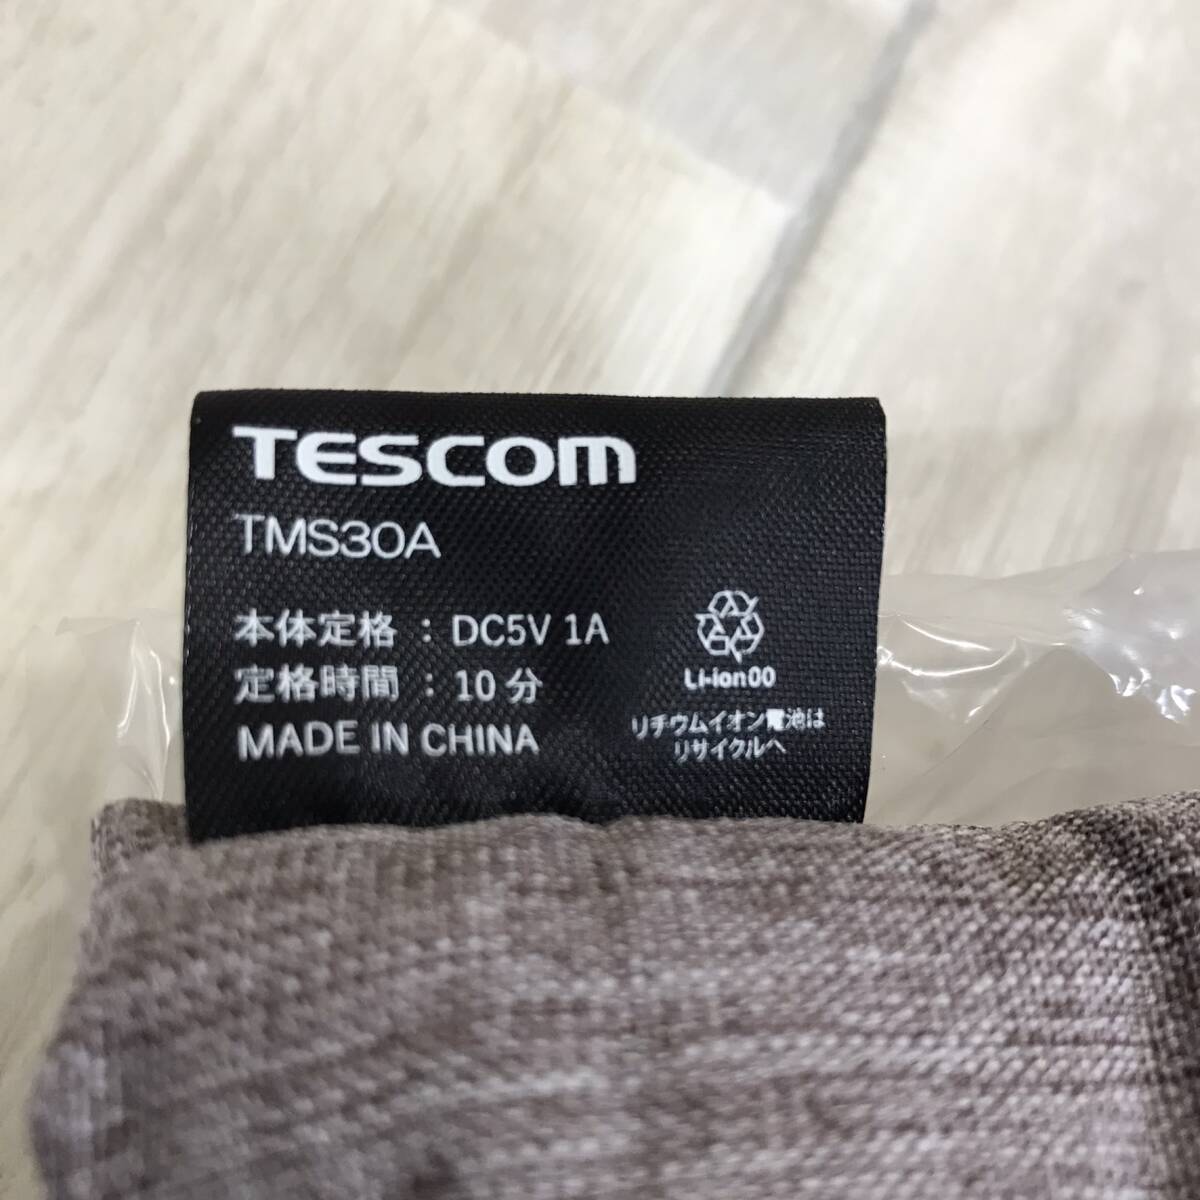 TESCOM
TMS30A
本体定格 : DC5V 1A
定格時間 : 10 分
MADE IN CHINA
Li-ion00
リチウムイオン電池は
リサイクルへ